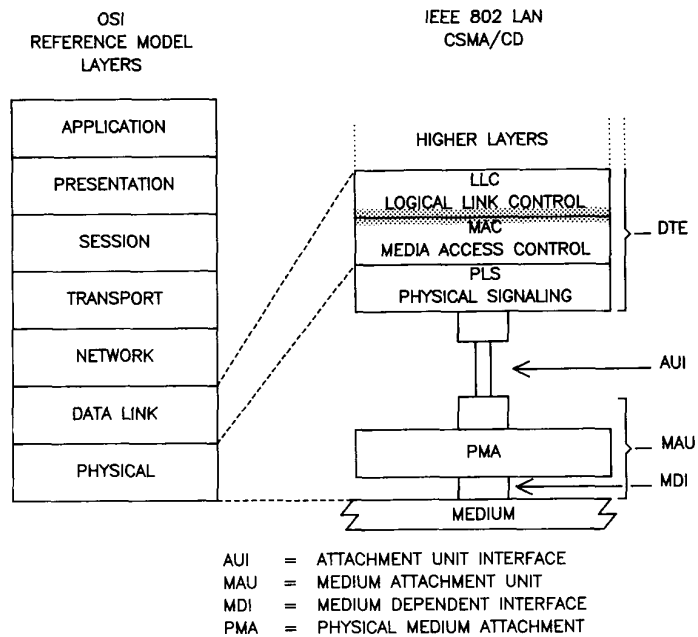 OSI
REFERENCE MODEL
LAYERS
APPLICATION
PRESENTATION
SESSION
TRANSPORT
NETWORK
DATA LINK
PHYSICAL
IEEE 802 LAN
CSMA/CD
HIGHER LAYERS
LLC
LOGICAL LINK CONTROL
MAC
MEDIA ACCESS CONTROL
PLS
PHYSICAL SIGNALING
DTE
AUI
PMA
MAU
MDI
MEDIUM
AUI = ATTACHMENT UNIT INTERFACE
MAU = MEDIUM ATTACHMENT UNIT
MDI = MEDIUM DEPENDENT INTERFACE
PMA = PHYSICAL MEDIUM ATTACHMENT